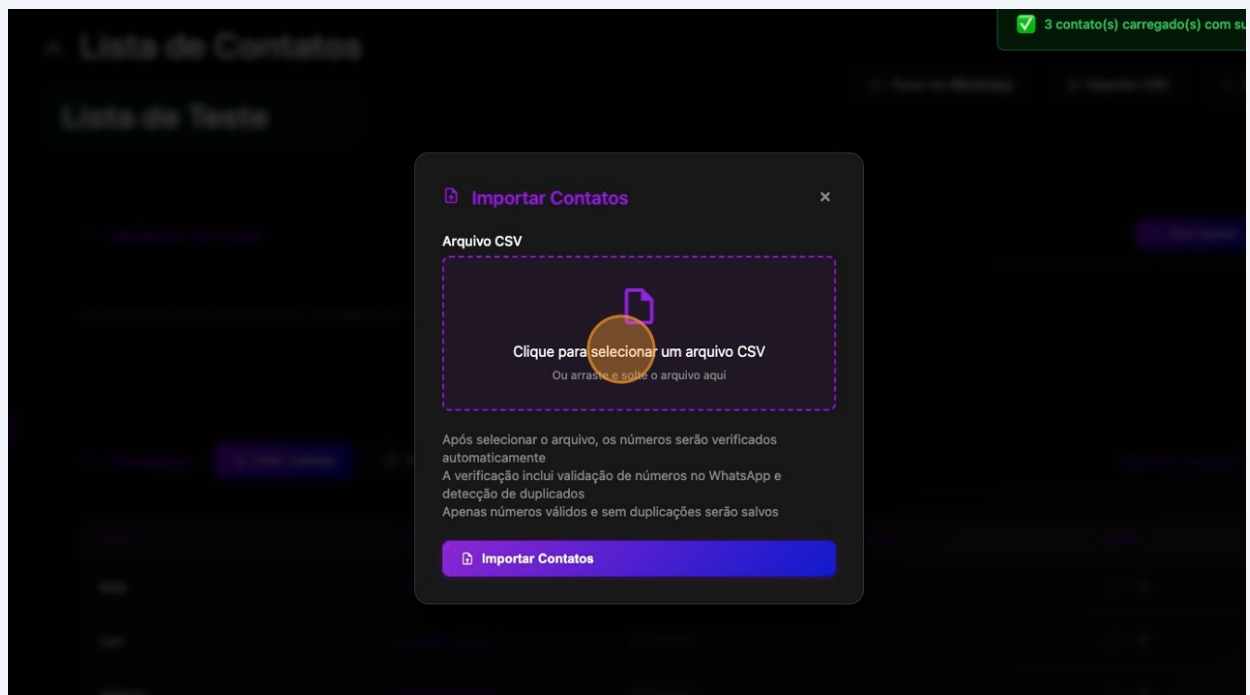 Lista de Contatos
3 contato(s) carregado(s) com su
Lista de Teste
Importar Contatos
Arquivo CSV
Clique para selecionar um arquivo CSV
Ou arraste e solte o arquivo aqui
Após selecionar o arquivo, os números serão verificados
automaticamente
A verificação inclui validação de números no WhatsApp e
detecção de duplicados
Apenas números válidos e sem duplicações serão salvos
Importar Contatos